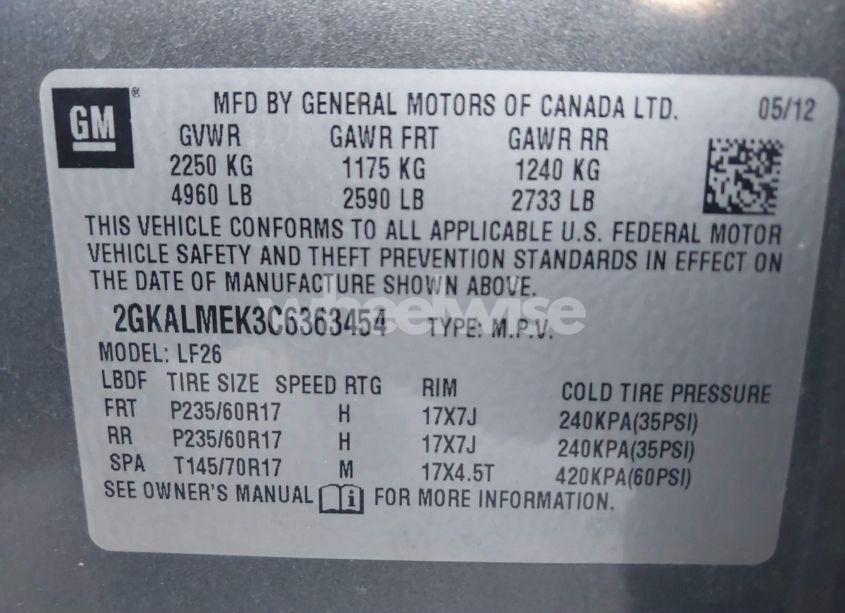 GM® MFD BY GENERAL MOTORS OF CANADA LTD. 05/12
GVWR GAWR FRT GAWR RR
2250 KG 1175 KG 1240 KG
4960 LB 2590 LB 2733 LB
THIS VEHICLE CONFORMS TO ALL APPLICABLE U.S. FEDERAL MOTOR
VEHICLE SAFETY AND THEFT PREVENTION STANDARDS IN EFFECT ON
THE DATE OF MANUFACTURE SHOWN ABOVE.
wheelwise
2GKALMEK3C6363454 TYPE: M.P.V.
MODEL: LF26
LBDF TIRE SIZE SPEED RTG RIM COLD TIRE PRESSURE
FRT P235/60R17 H 17X7J 240KPA(35PSI)
RR P235/60R17 H 17X7J 240KPA(35PSI)
SPA T145/70R17 M 17X4.5T 420KPA(60PSI)
SEE OWNER'S MANUAL i FOR MORE INFORMATION.